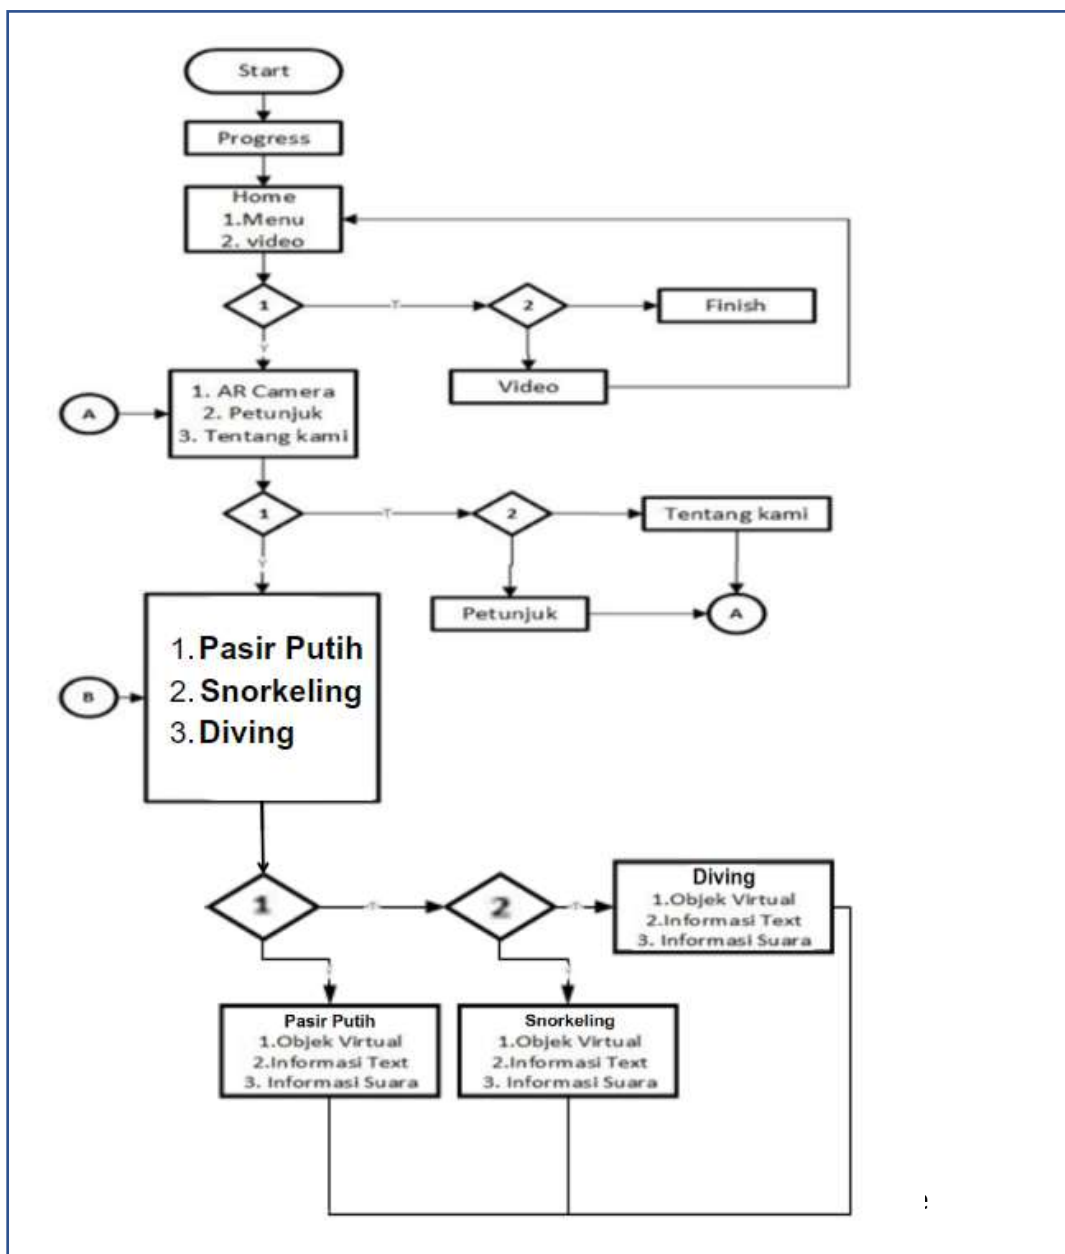 Start
Progress
Home
1.Menu
2. video
1
T
2
Finish
Y
Video
A
1. AR Camera
2. Petunjuk
3. Tentang kami
1
T
2
Tentang kami
Y
Petunjuk
A
B
1. Pasir Putih
2. Snorkeling
3. Diving
1
T
2
T
Diving
1.Objek Virtual
2.Informasi Text
3. Informasi Suara
Y
Y
Pasir Putih
1.Objek Virtual
2.Informasi Text
3. Informasi Suara
Snorkeling
1.Objek Virtual
2.Informasi Text
3. Informasi Suara